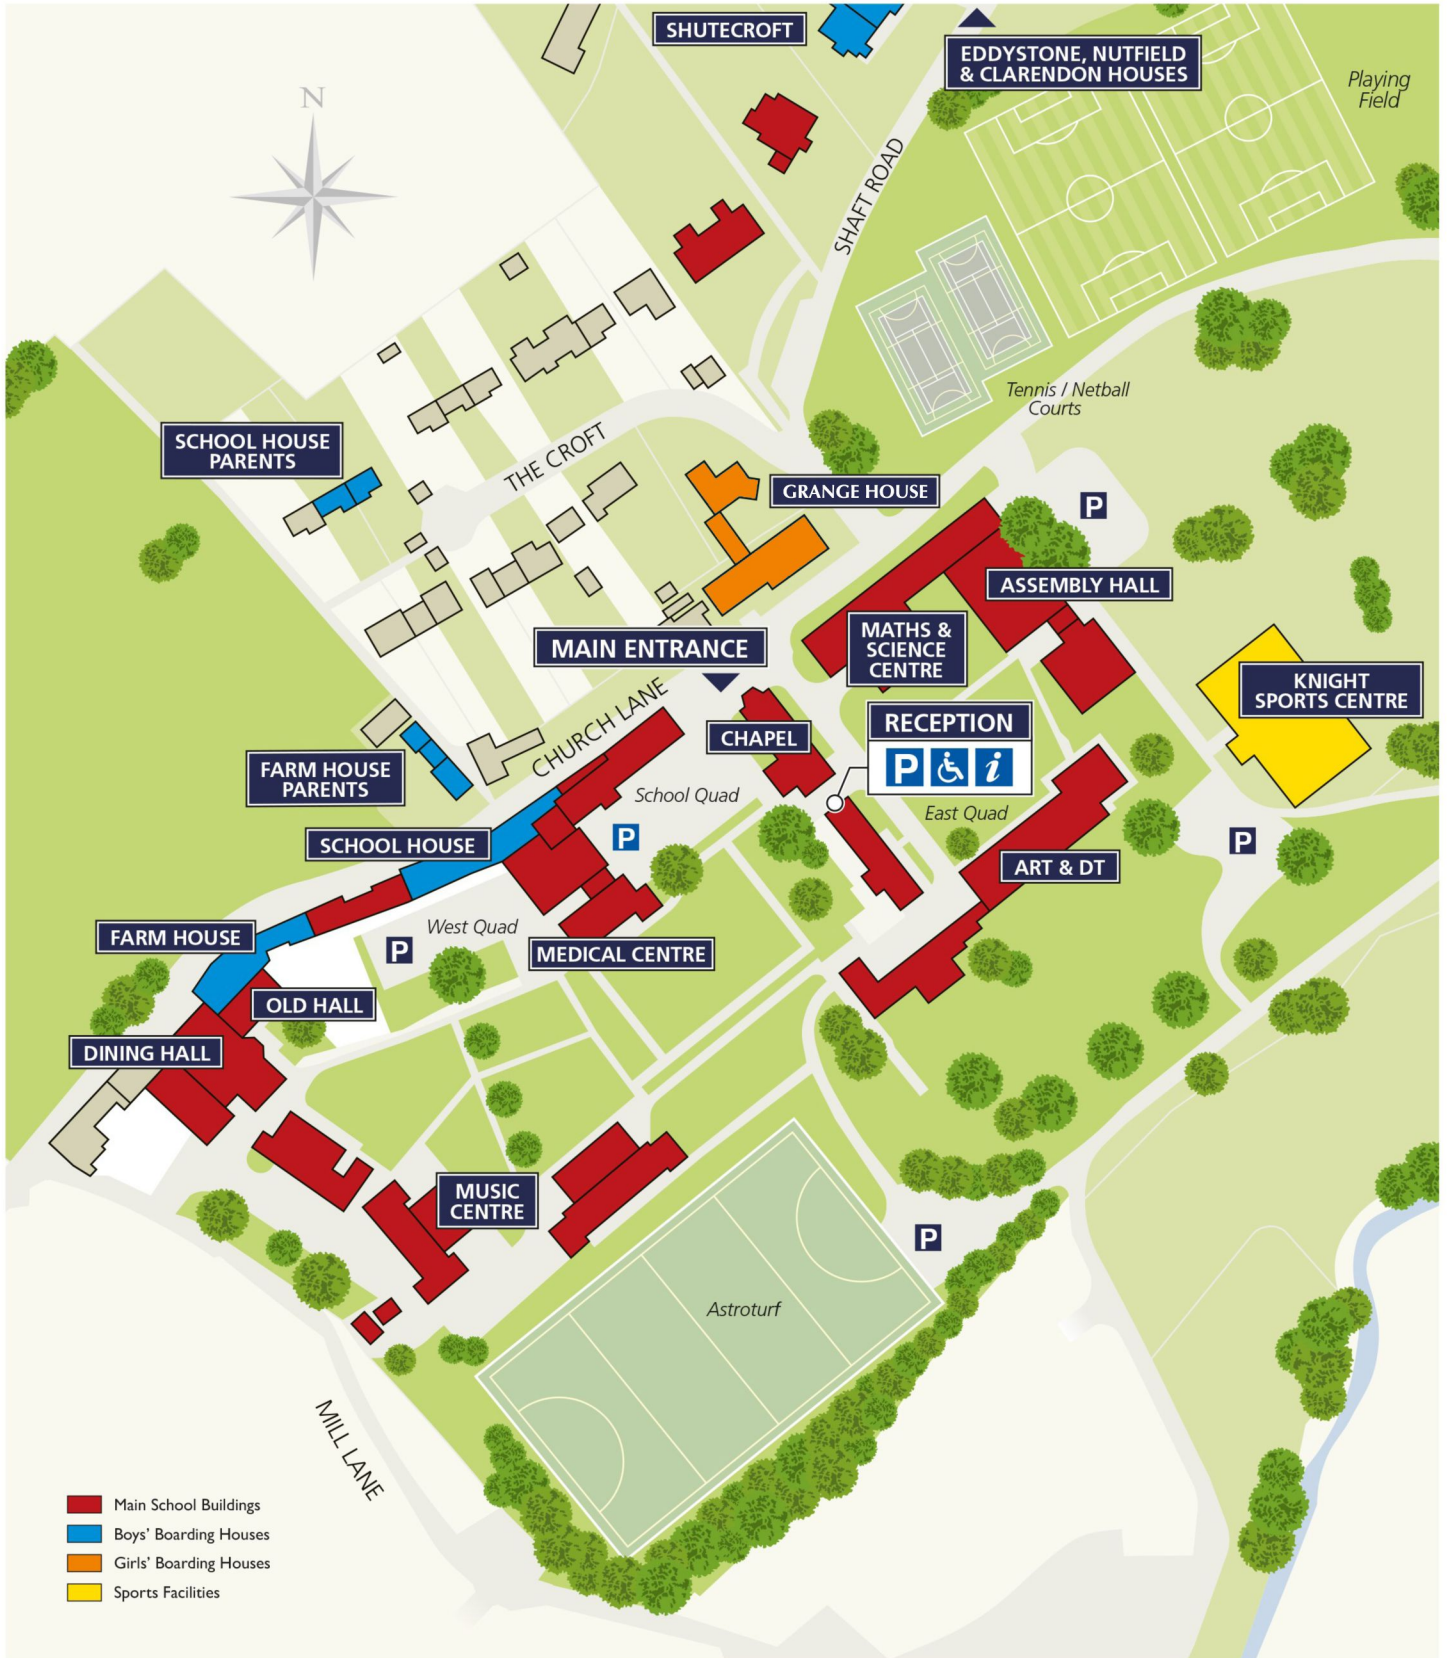 SHUTECROFT
EDDYSTONE, NUTFIELD
& CLARENDON HOUSES
Playing
Field
N
SHAFT ROAD
Tennis / Netball
Courts
SCHOOL HOUSE
PARENTS
THE CROFT
GRANGE HOUSE
P
ASSEMBLY HALL
MAIN ENTRANCE
MATHS &
SCIENCE
CENTRE
KNIGHT
SPORTS CENTRE
CHURCH LANE
CHAPEL
RECEPTION
P i
FARM HOUSE
PARENTS
School Quad
East Quad
SCHOOL HOUSE
P
P
ART & DT
West Quad
FARM HOUSE
P
MEDICAL CENTRE
OLD HALL
DINING HALL
MUSIC
CENTRE
P
Astroturf
MILL LANE
Main School Buildings
Boys' Boarding Houses
Girls' Boarding Houses
Sports Facilities